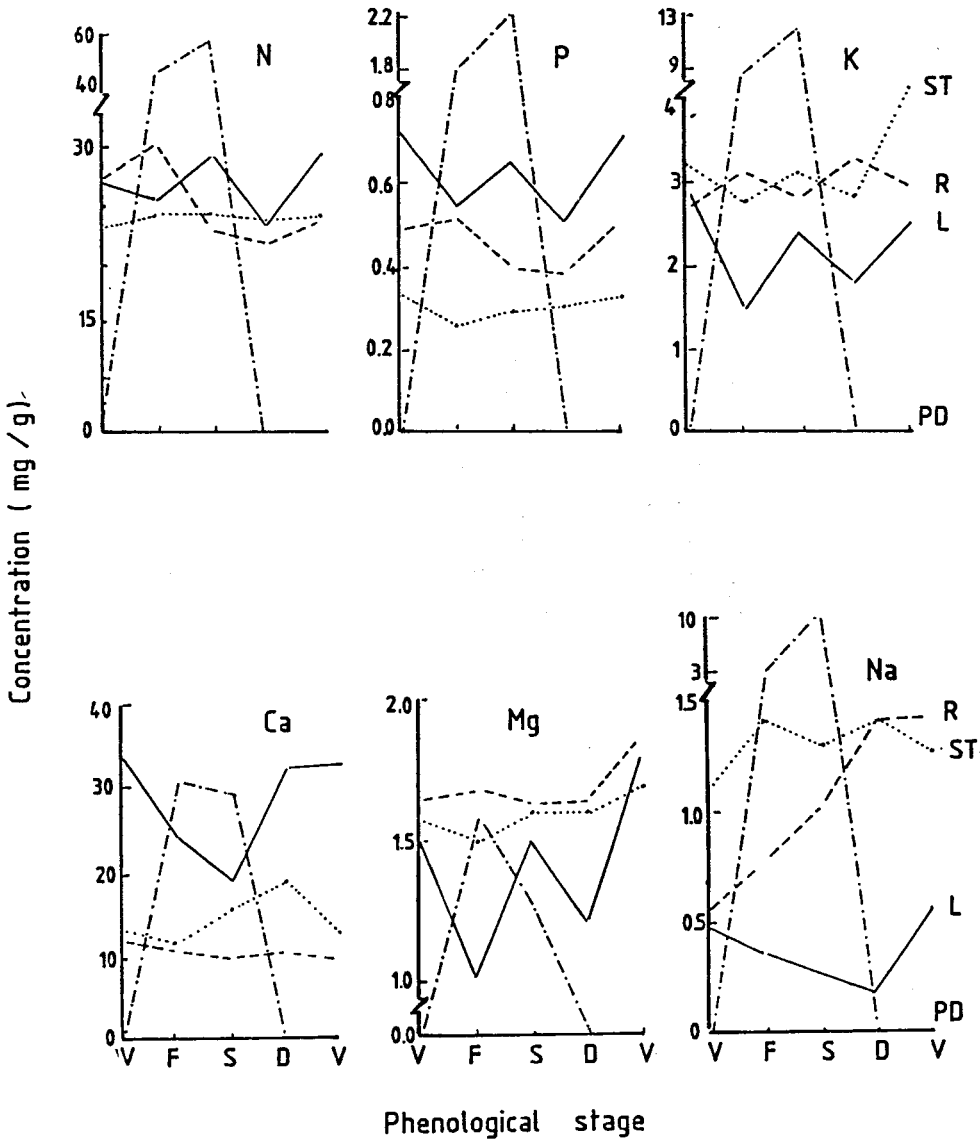 N
60
40
30
15
0
P
2.2
1.8
0.8
0.6
0.4
0.2
0.0
K
13
9
4
3
2
1
0
ST
R
L
PD
Concentration (mg/g)
Ca
40
30
20
10
0
V F S D V
Mg
2.0
1.5
1.0
0.0
V F S D V
Na
10
3
1.5
1.0
0.5
0
R
ST
L
PD
V F S D V
Phenological stage